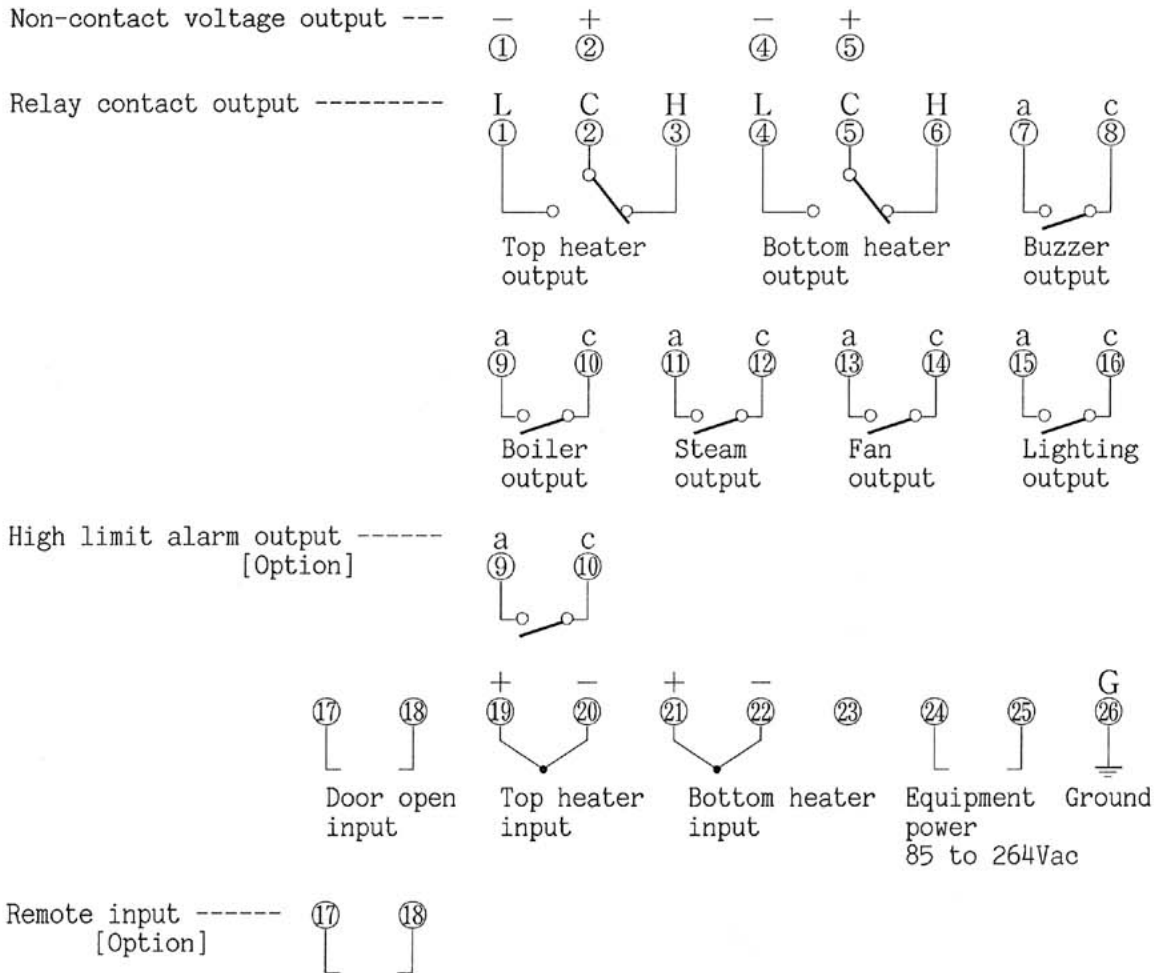 Non-contact voltage output --- − + − +
① ② ④ ⑤
Relay contact output --------- L C H L C H a c
① ② ③ ④ ⑤ ⑥ ⑦ ⑧
Top heater Bottom heater Buzzer
output output output
a c a c a c a c
⑨ ⑩ ⑪ ⑫ ⑬ ⑭ ⑮ ⑯
Boiler Steam Fan Lighting
output output output output
High limit alarm output ------ a c
[Option] ⑨ ⑩
+ − + − G
⑰ ⑱ ⑲ ⑳ ㉑ ㉒ ㉓ ㉔ ㉕ ㉖
Door open Top heater Bottom heater Equipment Ground
input input input power
85 to 264Vac
Remote input ------ ⑰ ⑱
[Option]